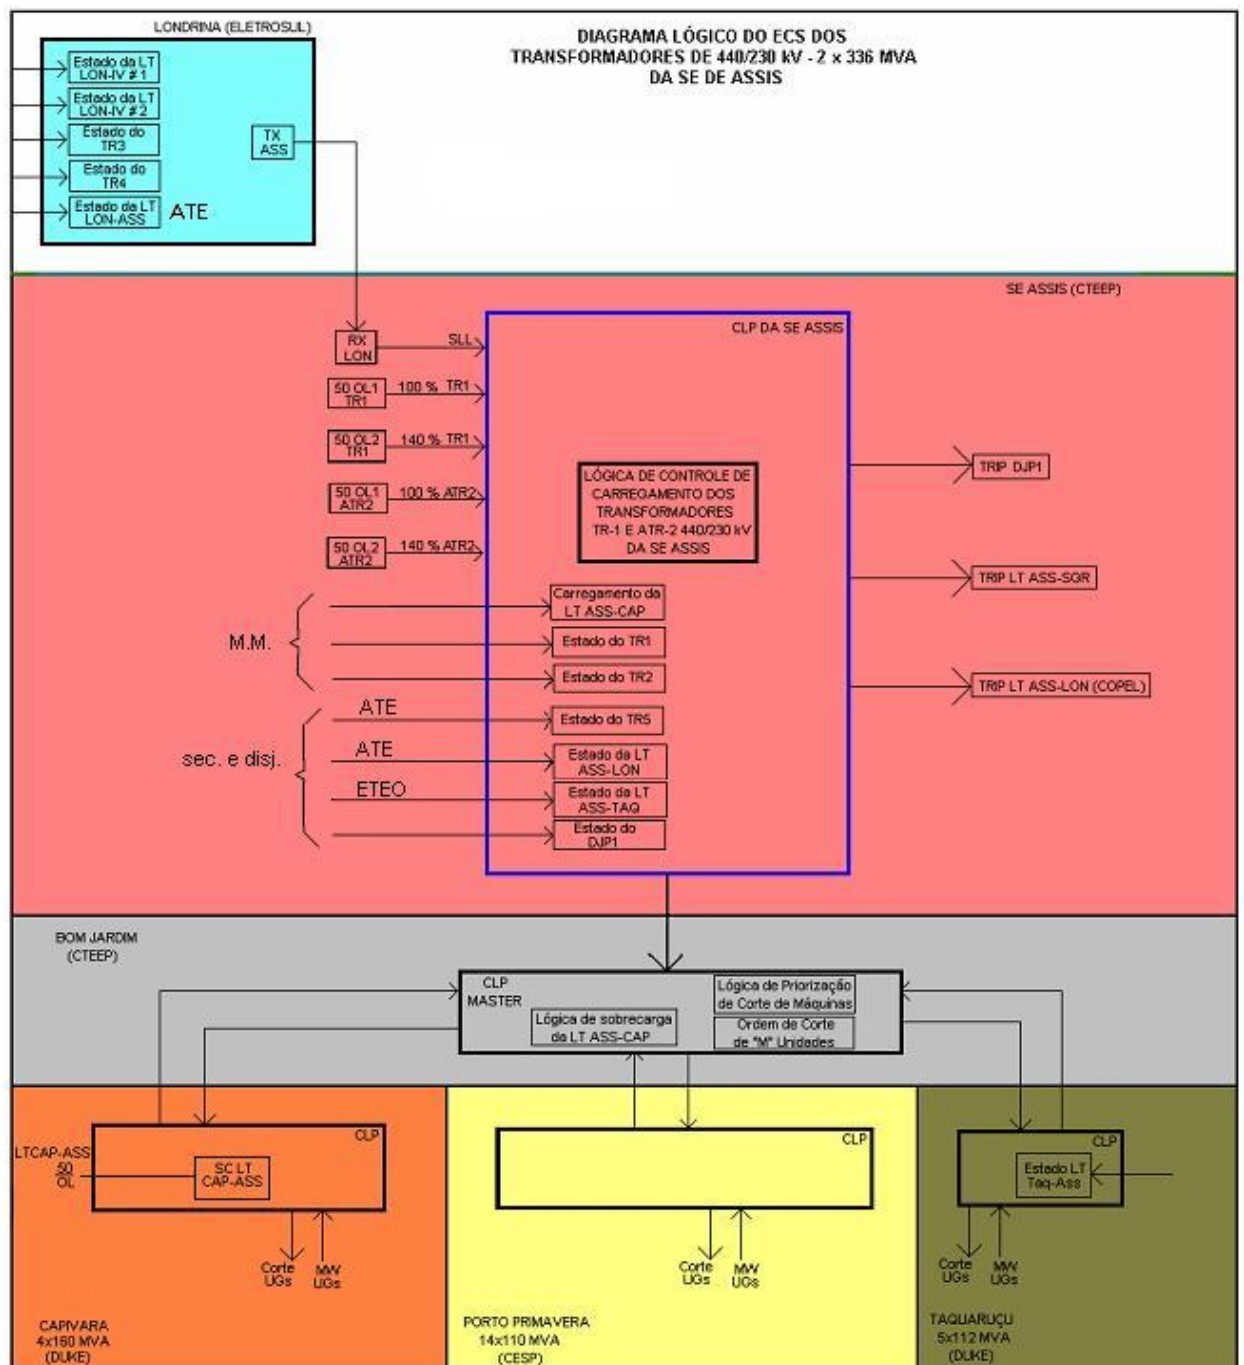 LONDRINA (ELETROSUL)
DIAGRAMA LÓGICO DO ECS DOS
TRANSFORMADORES DE 440/230 kV - 2 x 336 MVA
DA SE DE ASSIS
Estado da LT
LON-IV # 1
Estado da LT
LON-IV # 2
Estado do
TR3
Estado do
TR4
Estado da LT
LON-ASS
ATE
TX
ASS
SE ASSIS (CTEEP)
CLP DA SE ASSIS
RX
LON
SLL
50 OL1
TR1
100 % TR1
50 OL2
TR1
140 % TR1
50 OL1
ATR2
100 % ATR2
50 OL2
ATR2
140 % ATR2
LÓGICA DE CONTROLE DE
CARREGAMENTO DOS
TRANSFORMADORES
TR-1 E ATR-2 440/230 kV
DA SE ASSIS
TRIP DJP1
TRIP LT ASS-SGR
TRIP LT ASS-LON (COPEL)
M.M.
Carregamento da
LT ASS-CAP
Estado do TR1
Estado do TR2
sec. e disj.
ATE
Estado do TR5
ATE
Estado da LT
ASS-LON
ETEO
Estado da LT
ASS-TAQ
Estado do
DJP1
BOM JARDIM
(CTEEP)
CLP
MASTER
Lógica de sobrecarga
da LT ASS-CAP
Lógica de Priorização
de Corte de Máquinas
Ordem de Corte
de "M" Unidades
LTCAP-ASS
50
OL
CLP
SC LT
CAP-ASS
Corte
UGs
MW
UGs
CAPIVARA
4x160 MVA
(DUKE)
CLP
Corte
UGs
MW
UGs
PORTO PRIMAVERA
14x110 MVA
(CESP)
CLP
Estado LT
Taq-Ass
Corte
UGs
MW
UGs
TAQUARUÇU
5x112 MVA
(DUKE)